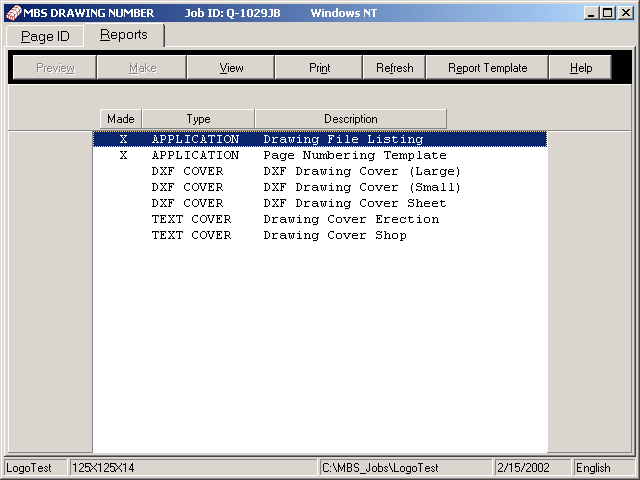 MBS DRAWING NUMBER Job ID: Q-1029JB Windows NT
Page ID Reports
Preview Make View Print Refresh Report Template Help
Made Type Description
X APPLICATION Drawing File Listing
X APPLICATION Page Numbering Template
DXF COVER DXF Drawing Cover (Large)
DXF COVER DXF Drawing Cover (Small)
DXF COVER DXF Drawing Cover Sheet
TEXT COVER Drawing Cover Erection
TEXT COVER Drawing Cover Shop
LogoTest 125X125X14 C:\MBS_Jobs\LogoTest 2/15/2002 English